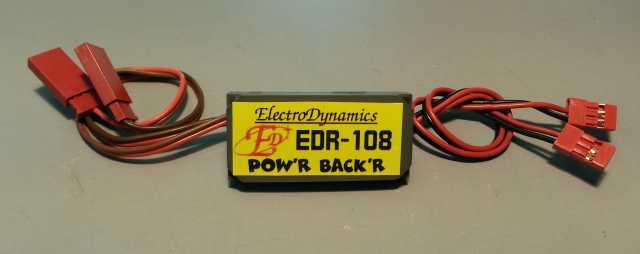 ElectroDynamics
ED EDR-108
POW'R BACK'R